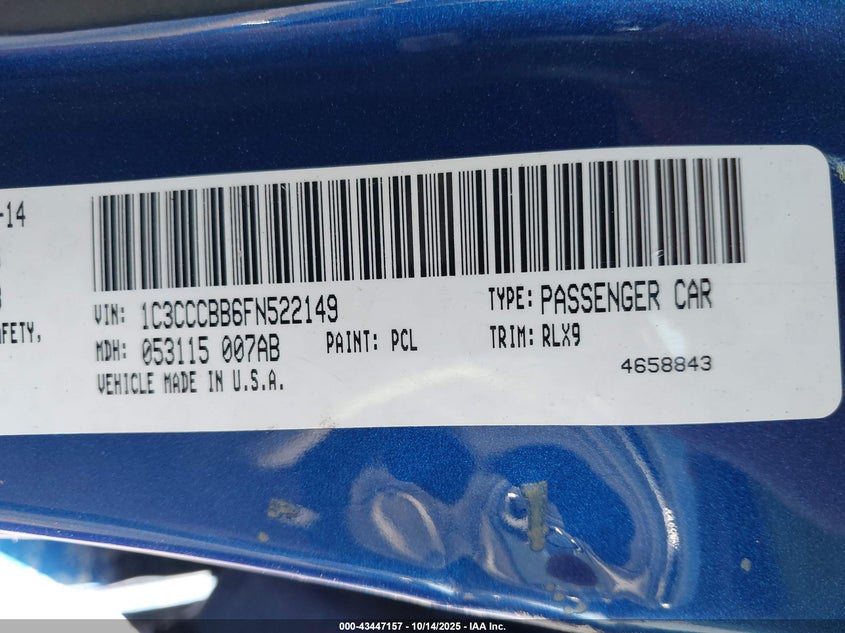 -14
AFETY,
VIN: 1C3CCCBB6FN522149 TYPE: PASSENGER CAR
MDH: 053115 007AB PAINT: PCL TRIM: RLX9
VEHICLE MADE IN U.S.A. 4658843
000-43447157 - 10/14/2025 - IAA Inc.